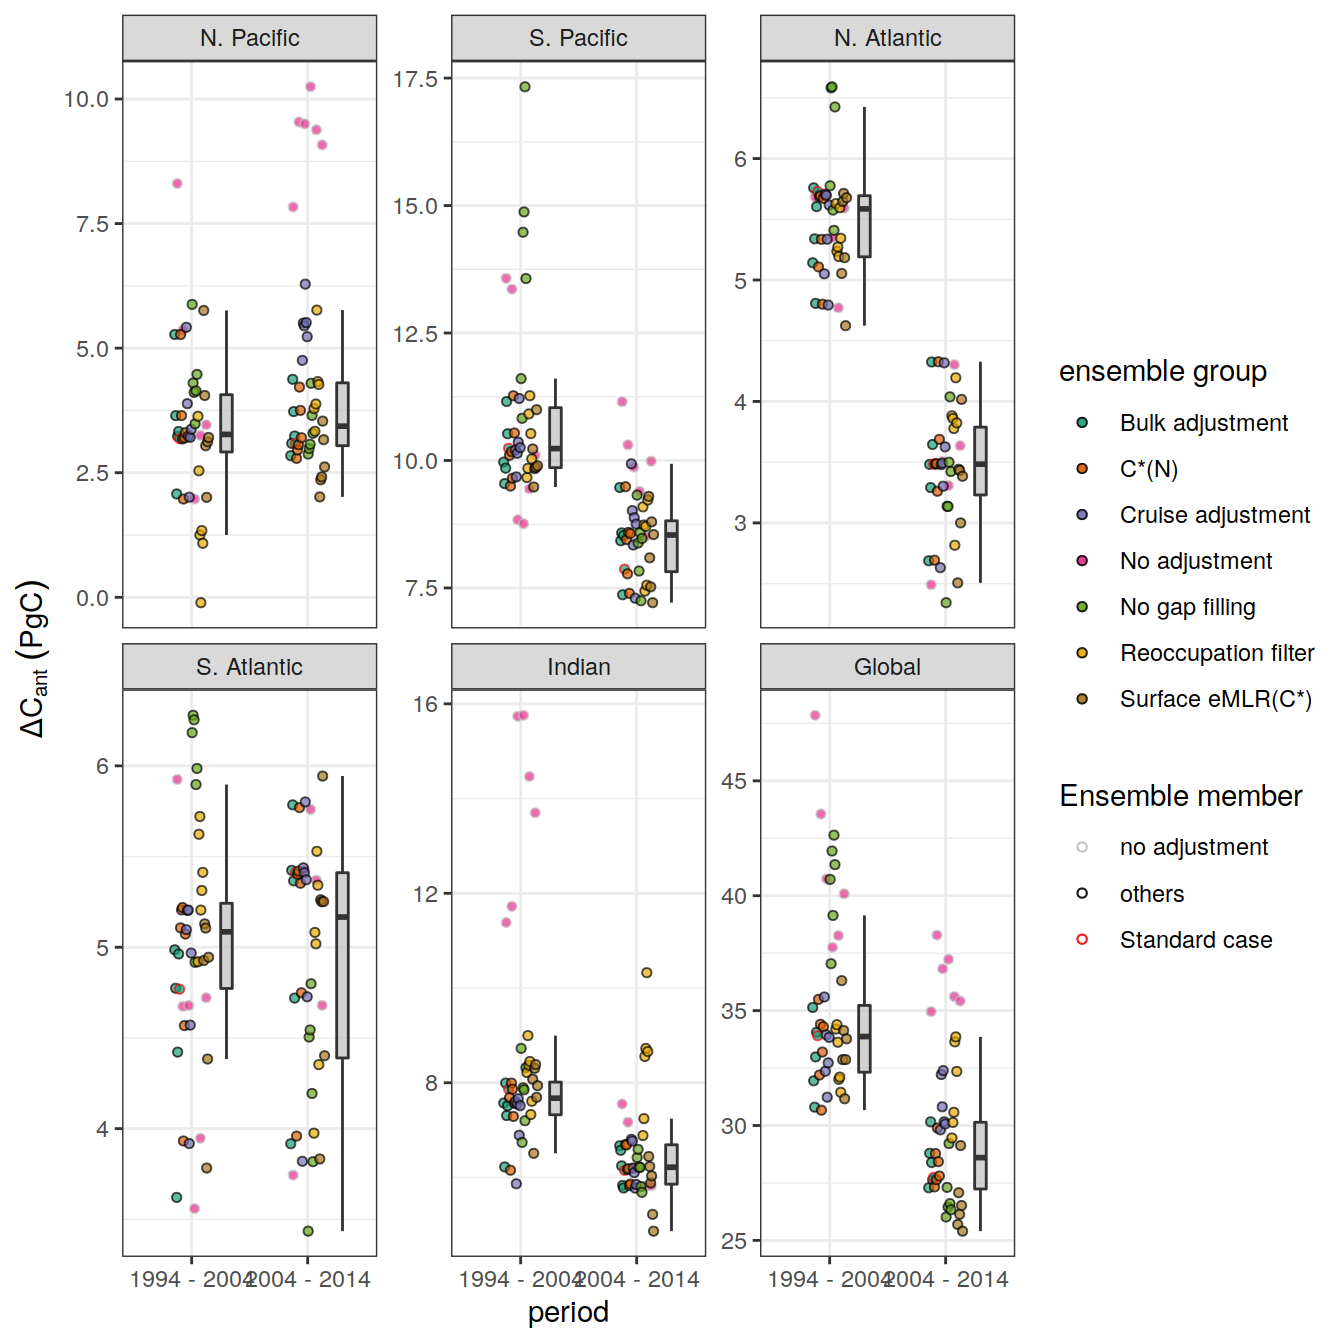 N. Pacific
S. Pacific
N. Atlantic
10.0
7.5
5.0
2.5
0.0
17.5
15.0
12.5
10.0
7.5
6
5
4
3
S. Atlantic
Indian
Global
6
5
4
16
12
8
45
40
35
30
25
1994 - 2004
2004 - 2014
1994 - 2004
2004 - 2014
1994 - 2004
2004 - 2014
period
ΔCant (PgC)
ensemble group
Bulk adjustment
C*(N)
Cruise adjustment
No adjustment
No gap filling
Reoccupation filter
Surface eMLR(C*)
Ensemble member
no adjustment
others
Standard case